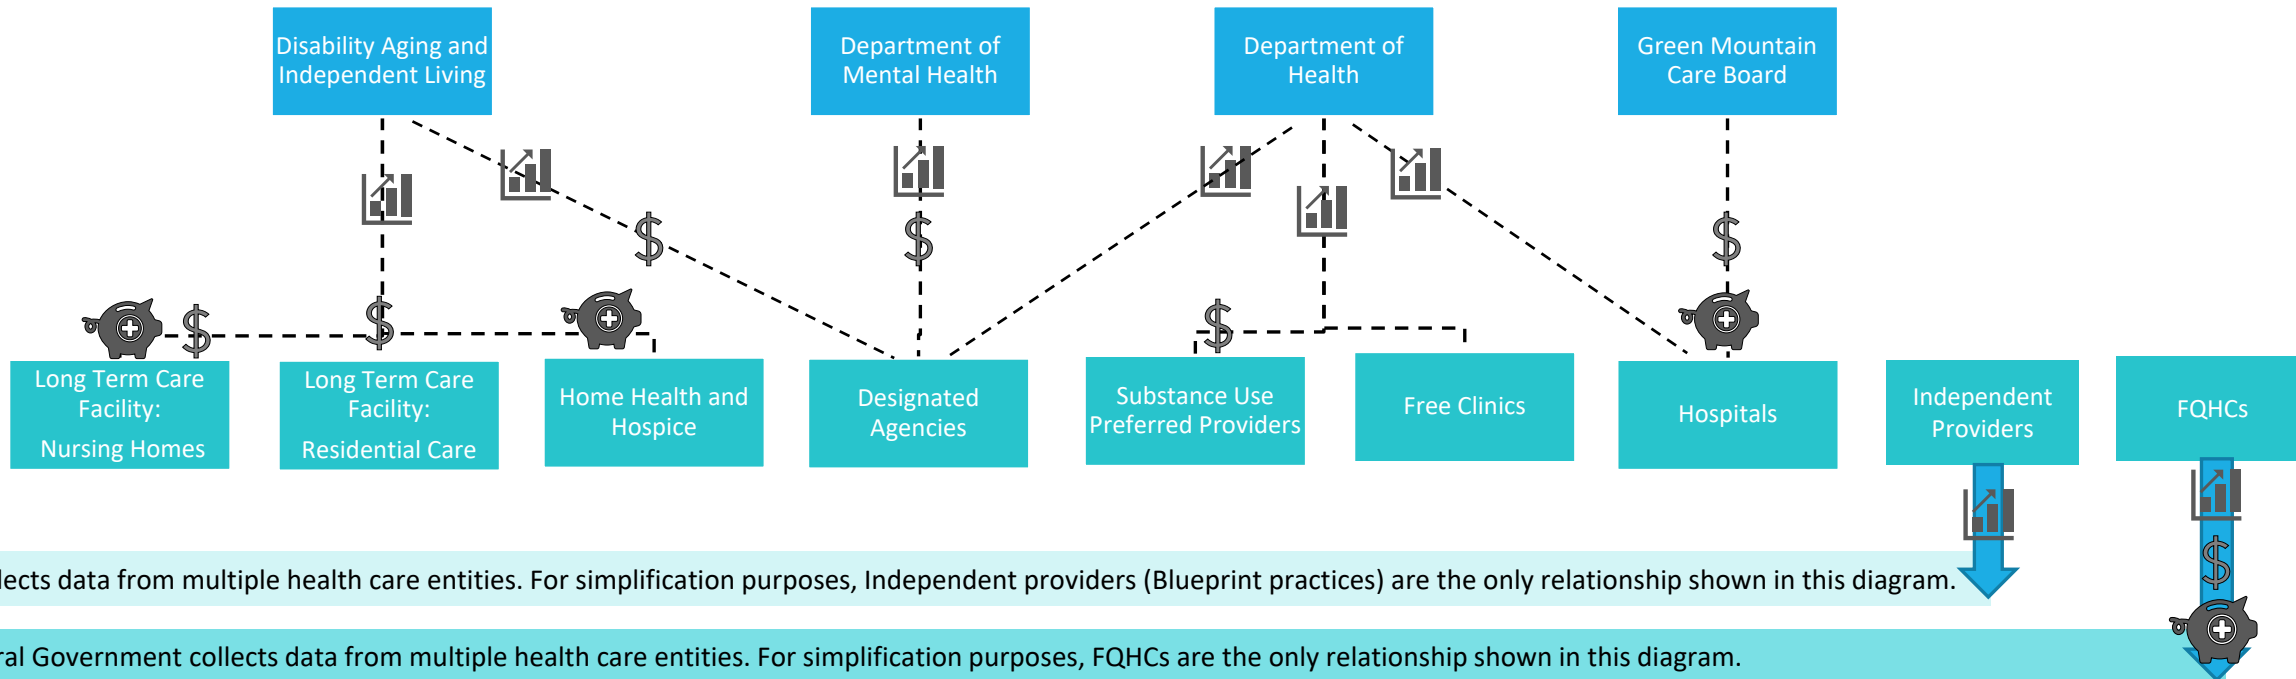 Disability Aging and
Independent Living
Department of
Mental Health
Department of
Health
Green Mountain
Care Board
Long Term Care
Facility:
Nursing Homes
Long Term Care
Facility:
Residential Care
Home Health and
Hospice
Designated
Agencies
Substance Use
Preferred Providers
Free Clinics
Hospitals
Independent
Providers
FQHCs
data from multiple health care entities. For simplification purposes, Independent providers (Blueprint practices) are the only relationship shown in this diagram.
Government collects data from multiple health care entities. For simplification purposes, FQHCs are the only relationship shown in this diagram.